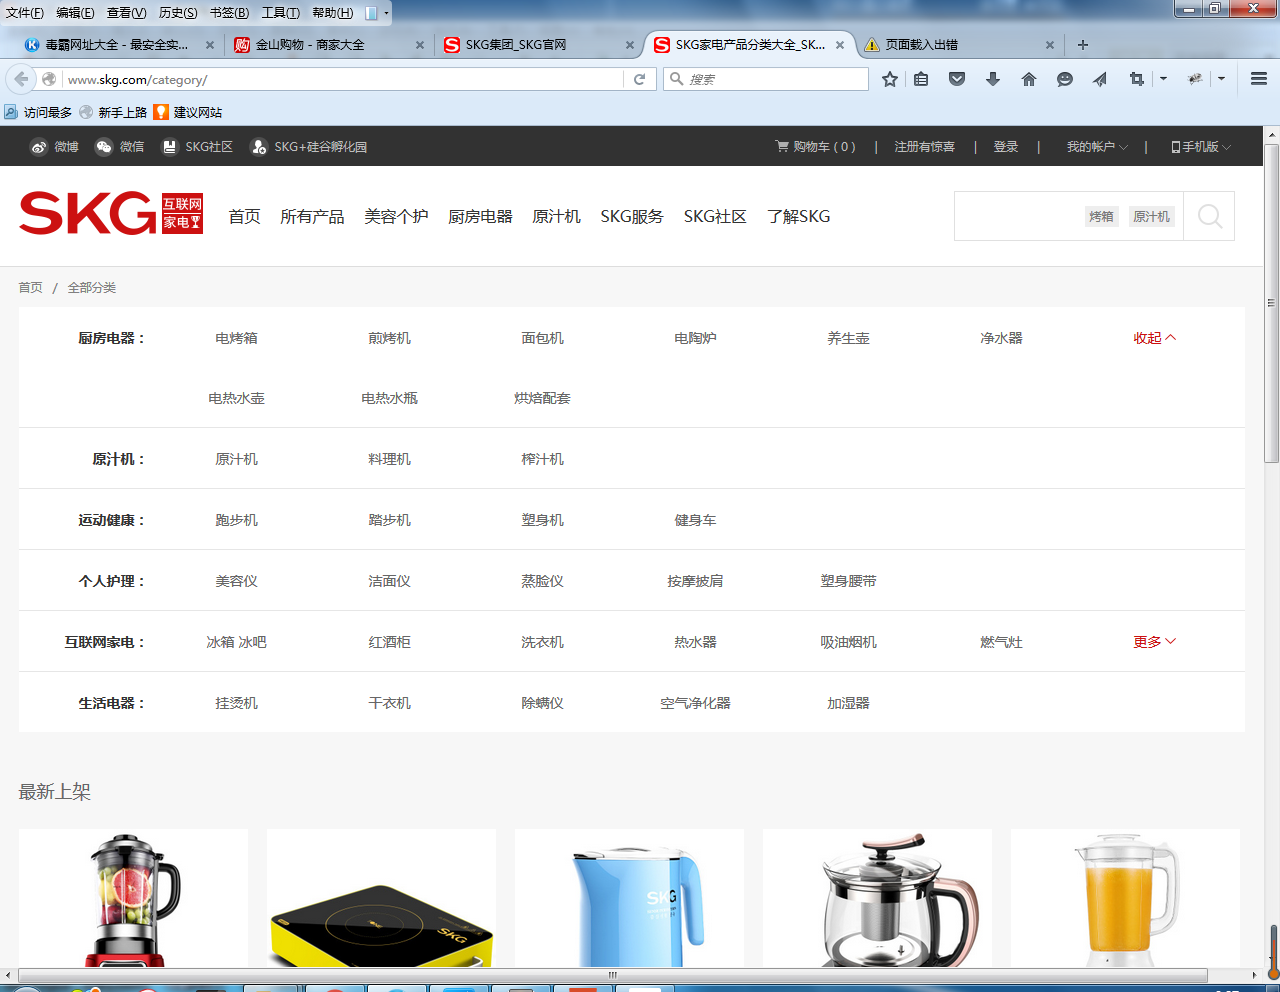 文件(F) 编辑(E) 查看(V) 历史(S) 书签(B) 工具(T) 帮助(H)
毒霸网址大全 - 最安全实... 金山购物 - 商家大全 SKG集团_SKG官网 SKG家电产品分类大全_SK... 页面载入出错
www.skg.com/category/ 搜索
访问最多 新手上路 建议网站
微博 微信 SKG社区 SKG+硅谷孵化园 购物车 ( 0 ) | 注册有惊喜 | 登录 | 我的帐户 | 手机版
SKG 互联网家电 首页 所有产品 美容个护 厨房电器 原汁机 SKG服务 SKG社区 了解SKG 烤箱 原汁机
首页 / 全部分类
厨房电器： 电烤箱 煎烤机 面包机 电陶炉 养生壶 净水器 收起
电热水壶 电热水瓶 烘焙配套
原汁机： 原汁机 料理机 榨汁机
运动健康： 跑步机 踏步机 塑身机 健身车
个人护理： 美容仪 洁面仪 蒸脸仪 按摩披肩 塑身腰带
互联网家电： 冰箱 冰吧 红酒柜 洗衣机 热水器 吸油烟机 燃气灶 更多
生活电器： 挂烫机 干衣机 除螨仪 空气净化器 加湿器
最新上架
SKG
SKG